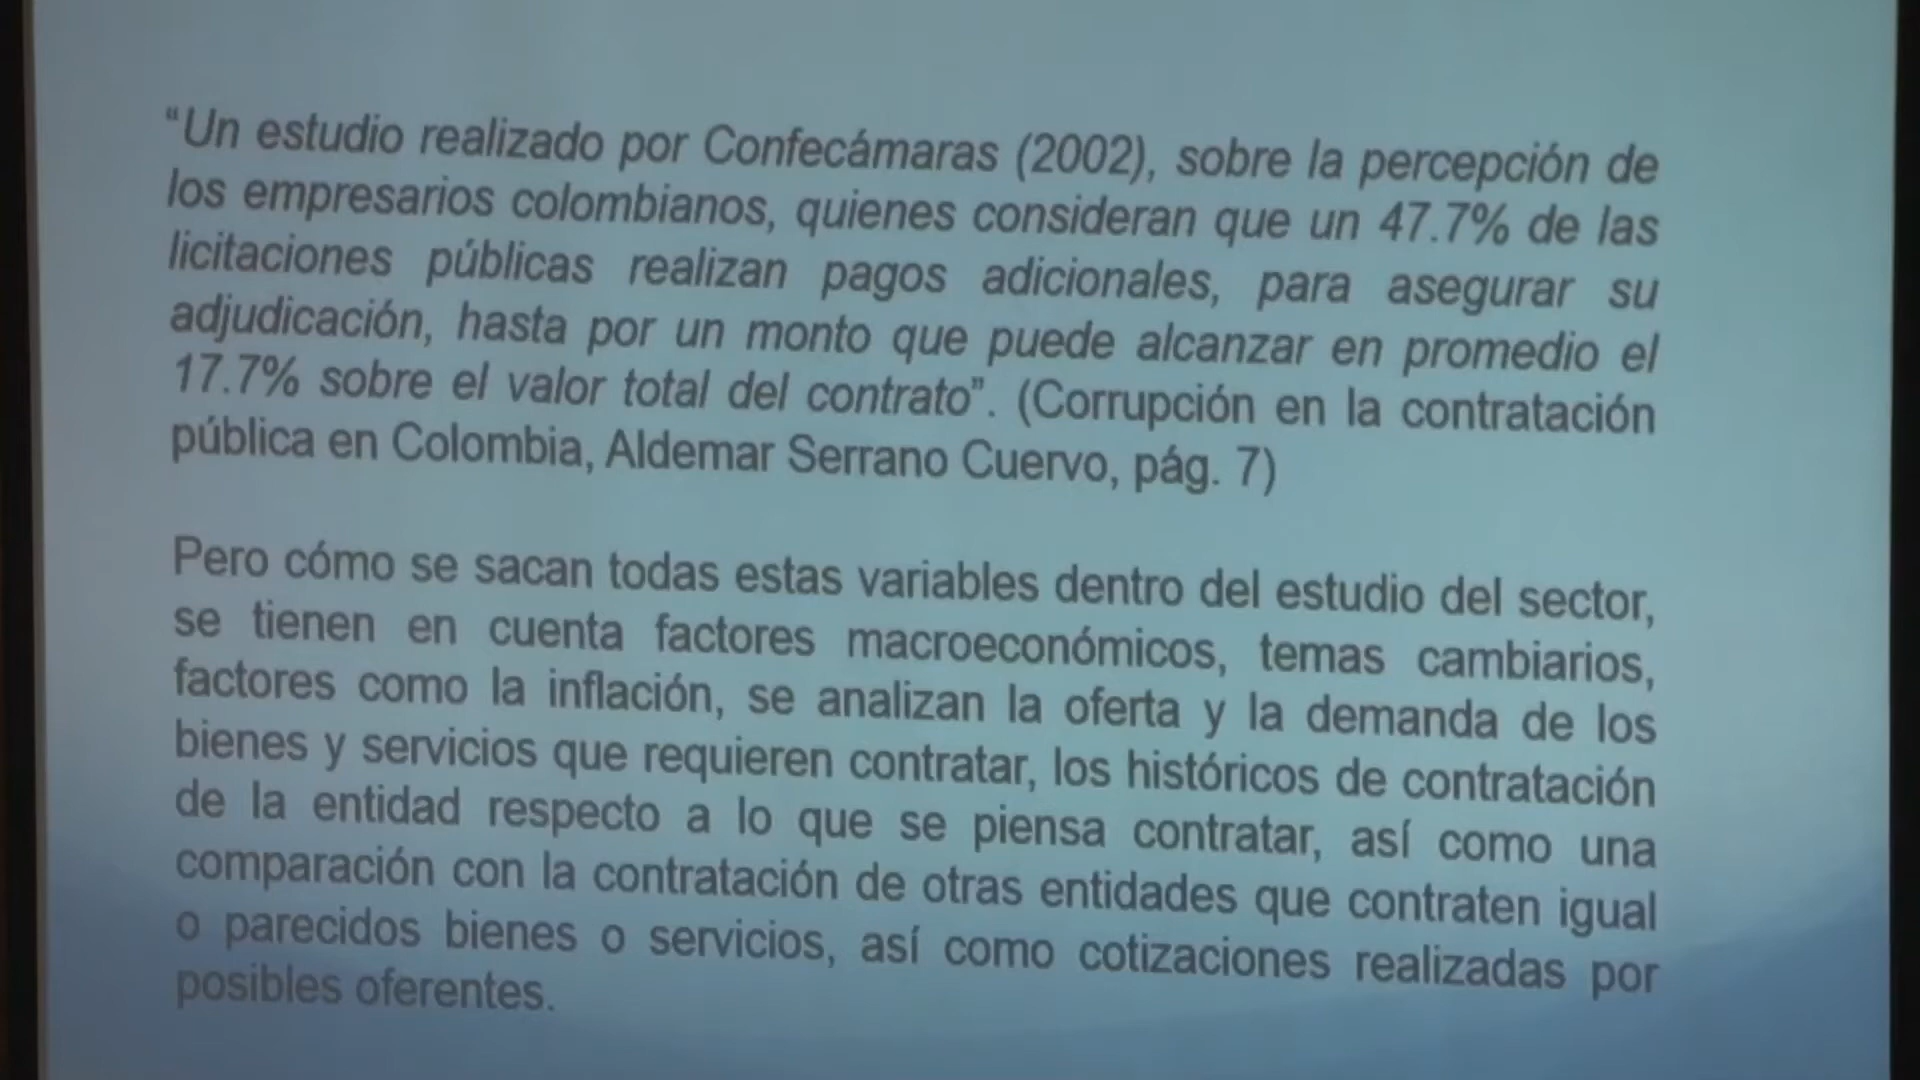 “Un estudio realizado por Confecámaras (2002), sobre la percepción de
los empresarios colombianos, quienes consideran que un 47.7% de las
licitaciones públicas realizan pagos adicionales, para asegurar su
adjudicación, hasta por un monto que puede alcanzar en promedio el
17.7% sobre el valor total del contrato”. (Corrupción en la contratación
pública en Colombia, Aldemar Serrano Cuervo, pág. 7)
Pero cómo se sacan todas estas variables dentro del estudio del sector,
se tienen en cuenta factores macroeconómicos, temas cambiarios,
factores como la inflación, se analizan la oferta y la demanda de los
bienes y servicios que requieren contratar, los históricos de contratación
de la entidad respecto a lo que se piensa contratar, así como una
comparación con la contratación de otras entidades que contraten igual
o parecidos bienes o servicios, así como cotizaciones realizadas por
posibles oferentes.